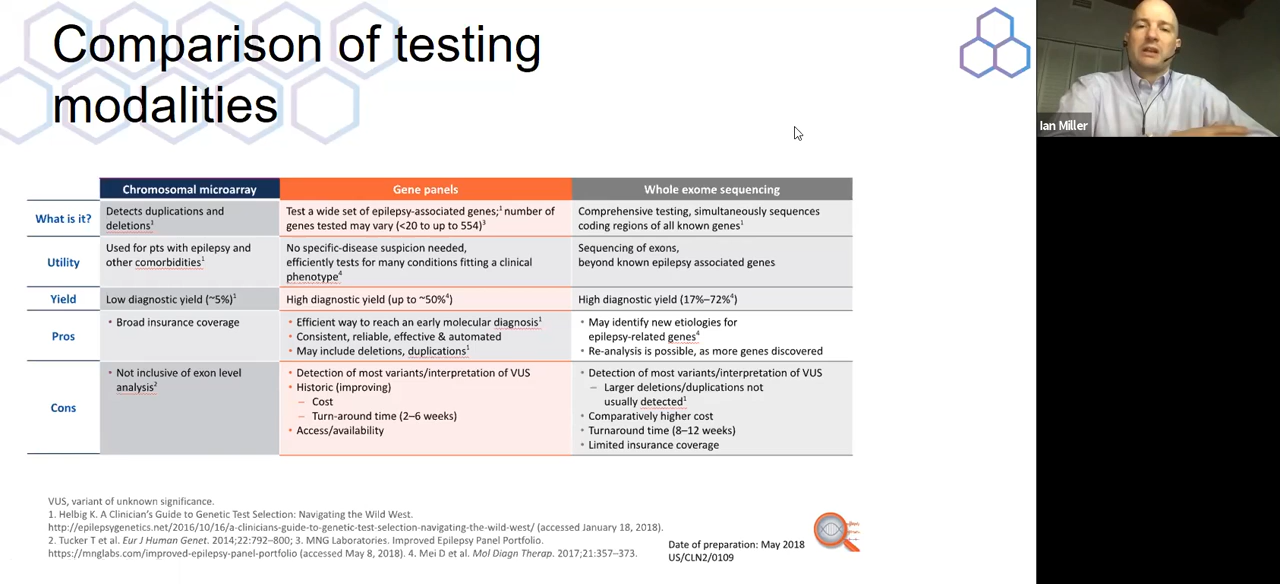 Comparison of testing
modalities
Ian Miller
Chromosomal microarray
Gene panels
Whole exome sequencing
What is it?
Detects duplications and
deletions¹
Test a wide set of epilepsy-associated genes;¹ number of
genes tested may vary (<20 to up to 554)³
Comprehensive testing, simultaneously sequences
coding regions of all known genes¹
Utility
Used for pts with epilepsy and
other comorbidities¹
No specific-disease suspicion needed,
efficiently tests for many conditions fitting a clinical
phenotype⁴
Sequencing of exons,
beyond known epilepsy associated genes
Yield
Low diagnostic yield (~5%)¹
High diagnostic yield (up to ~50%⁴)
High diagnostic yield (17%–72%⁴)
Pros
• Broad insurance coverage
• Efficient way to reach an early molecular diagnosis¹
• Consistent, reliable, effective & automated
• May include deletions, duplications¹
• May identify new etiologies for
epilepsy-related genes⁴
• Re-analysis is possible, as more genes discovered
Cons
• Not inclusive of exon level
analysis²
• Detection of most variants/interpretation of VUS
• Historic (improving)
– Cost
– Turn-around time (2–6 weeks)
• Access/availability
• Detection of most variants/interpretation of VUS
– Larger deletions/duplications not
usually detected¹
• Comparatively higher cost
• Turnaround time (8–12 weeks)
• Limited insurance coverage
VUS, variant of unknown significance.
1. Helbig K. A Clinician's Guide to Genetic Test Selection: Navigating the Wild West.
http://epilepsygenetics.net/2016/10/16/a-clinicians-guide-to-genetic-test-selection-navigating-the-wild-west/ (accessed January 18, 2018).
2. Tucker T et al. Eur J Human Genet. 2014;22:792–800; 3. MNG Laboratories. Improved Epilepsy Panel Portfolio.
https://mnglabs.com/improved-epilepsy-panel-portfolio (accessed May 8, 2018). 4. Mei D et al. Mol Diagn Therap. 2017;21:357–373.
Date of preparation: May 2018
US/CLN2/0109